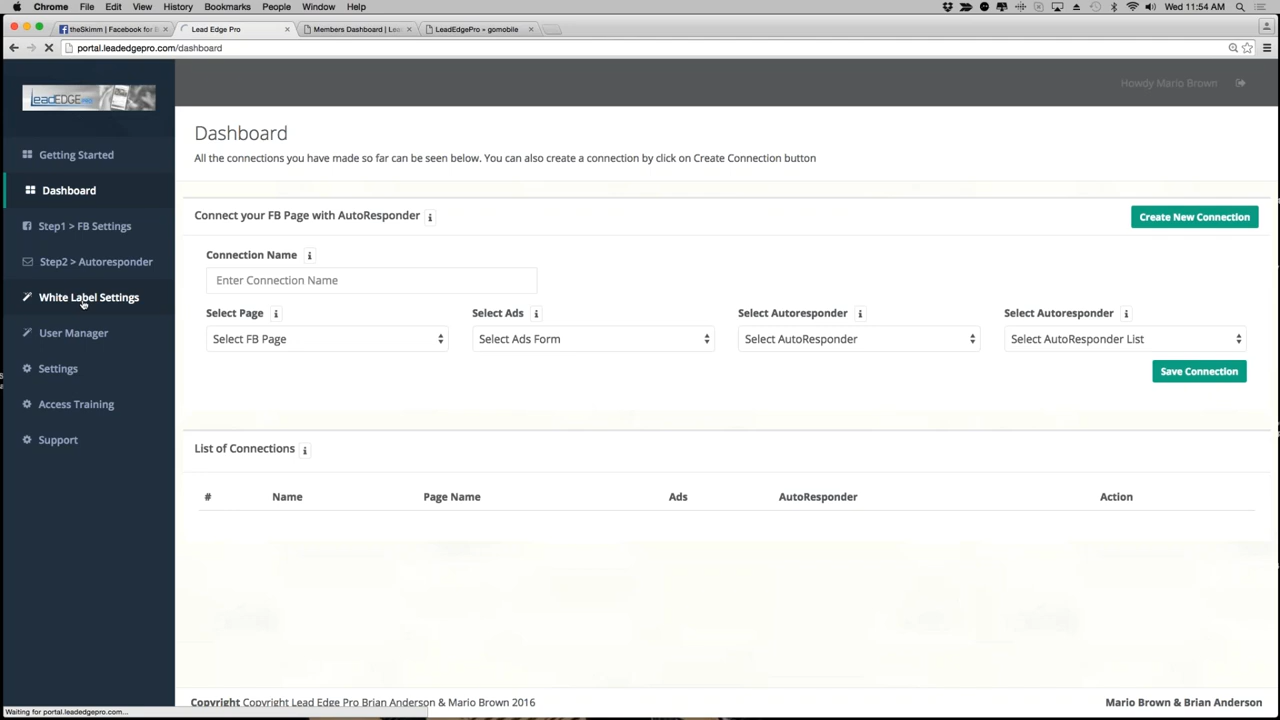 Chrome File Edit View History Bookmarks People Window Help Wed 11:54 AM
theSkimm | Facebook for B Lead Edge Pro Members Dashboard | Lea LeadEdgePro « gomobile
portal.leadedgepro.com/dashboard
LeadEDGE PRO
Howdy Mario Brown
Getting Started
Dashboard
Step1 > FB Settings
Step2 > Autoresponder
White Label Settings
User Manager
Settings
Access Training
Support
Dashboard
All the connections you have made so far can be seen below. You can also create a connection by click on Create Connection button
Connect your FB Page with AutoResponder
Create New Connection
Connection Name
Enter Connection Name
Select Page Select Ads Select Autoresponder Select Autoresponder
Select FB Page Select Ads Form Select AutoResponder Select AutoResponder List
Save Connection
List of Connections
# Name Page Name Ads AutoResponder Action
Copyright Copyright Lead Edge Pro Brian Anderson & Mario Brown 2016 Mario Brown & Brian Anderson
Waiting for portal.leadedgepro.com...